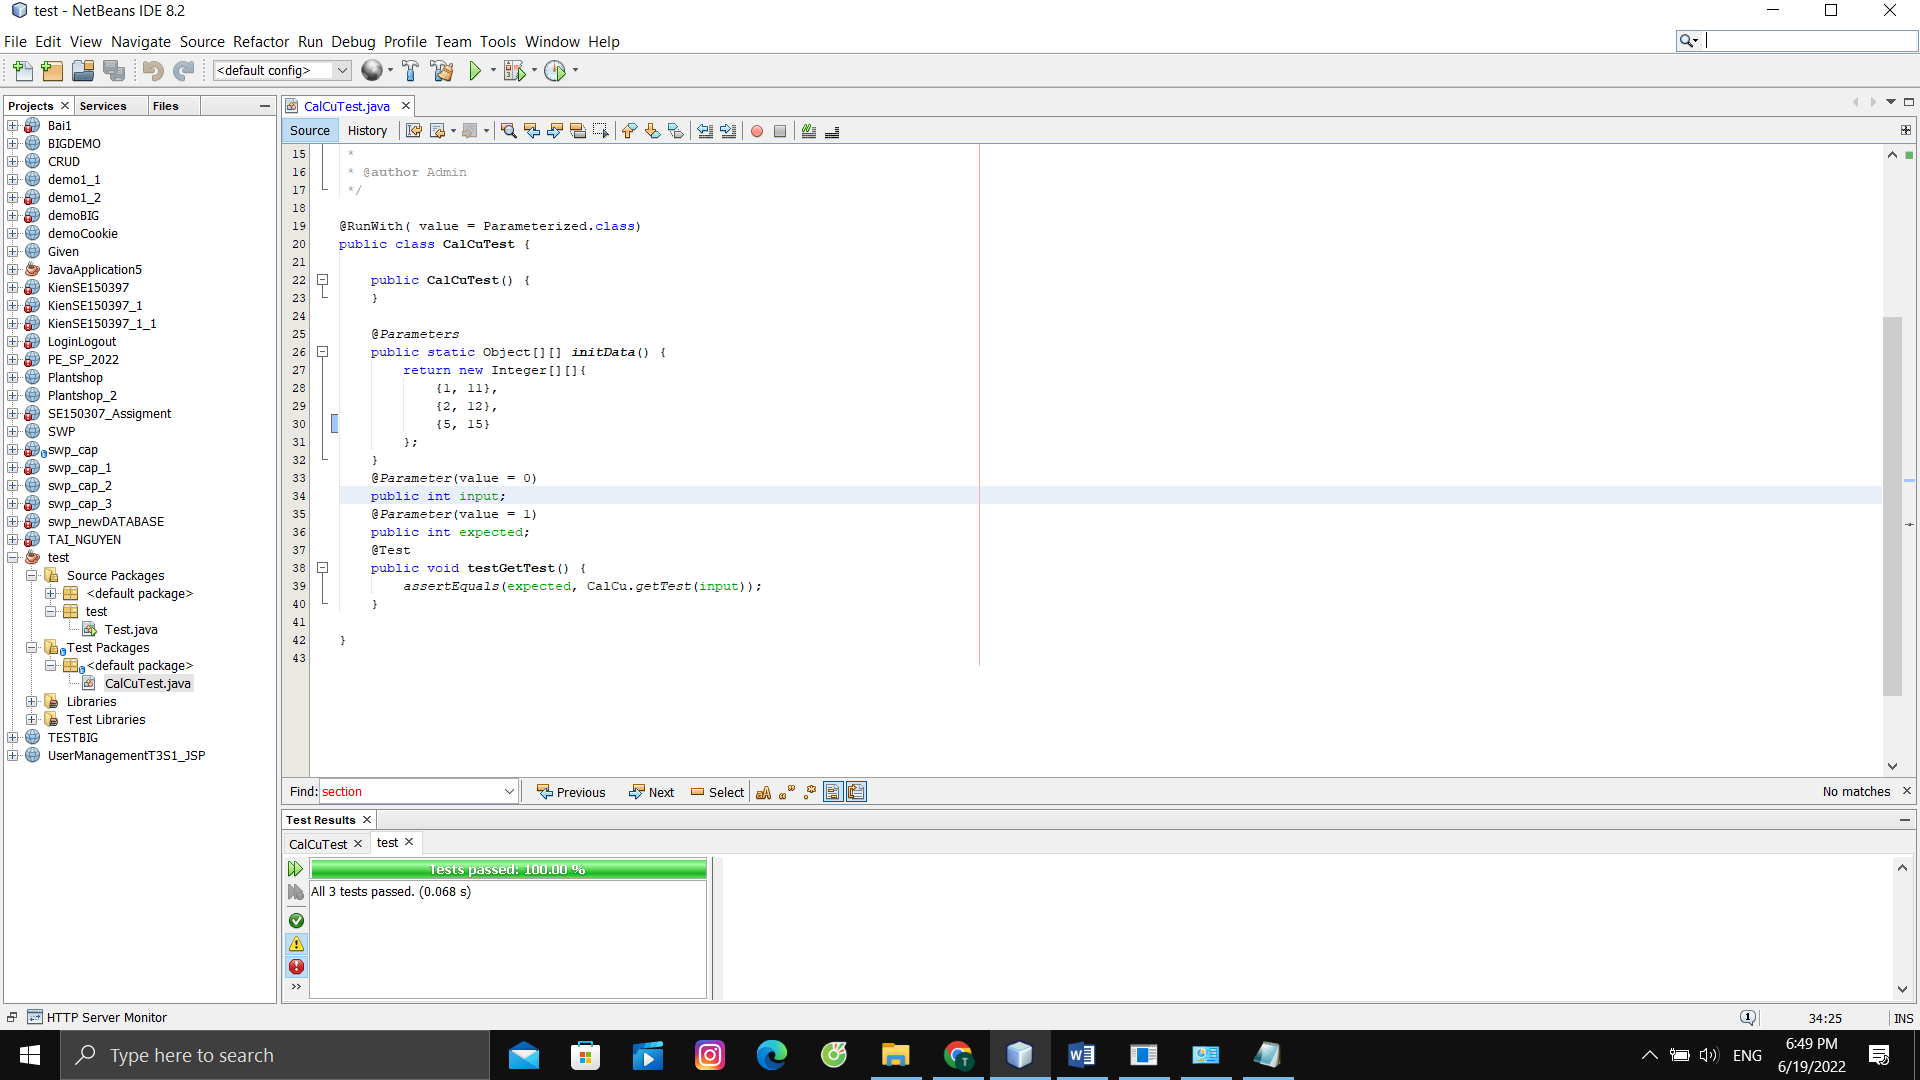 test - NetBeans IDE 8.2
File Edit View Navigate Source Refactor Run Debug Profile Team Tools Window Help
<default config>
Projects Services Files
Bai1
BIGDEMO
CRUD
demo1_1
demo1_2
demoBIG
demoCookie
Given
JavaApplication5
KienSE150397
KienSE150397_1
KienSE150397_1_1
LoginLogout
PE_SP_2022
Plantshop
Plantshop_2
SE150307_Assigment
SWP
swp_cap
swp_cap_1
swp_cap_2
swp_cap_3
swp_newDATABASE
TAI_NGUYEN
test
Source Packages
<default package>
test
Test.java
Test Packages
<default package>
CalCuTest.java
Libraries
Test Libraries
TESTBIG
UserManagementT3S1_JSP
CalCuTest.java
Source History
15 *
16 * @author Admin
17 */
18
19 @RunWith( value = Parameterized.class)
20 public class CalCuTest {
21
22 public CalCuTest() {
23 }
24
25 @Parameters
26 public static Object[][] initData() {
27 return new Integer[][]{
28 {1, 11},
29 {2, 12},
30 {5, 15}
31 };
32 }
33 @Parameter(value = 0)
34 public int input;
35 @Parameter(value = 1)
36 public int expected;
37 @Test
38 public void testGetTest() {
39 assertEquals(expected, CalCu.getTest(input));
40 }
41
42 }
43
Find: section Previous Next Select No matches
Test Results
CalCuTest test
Tests passed: 100.00 %
All 3 tests passed. (0.068 s)
HTTP Server Monitor
1
34:25 INS
Type here to search
ENG
6:49 PM
6/19/2022